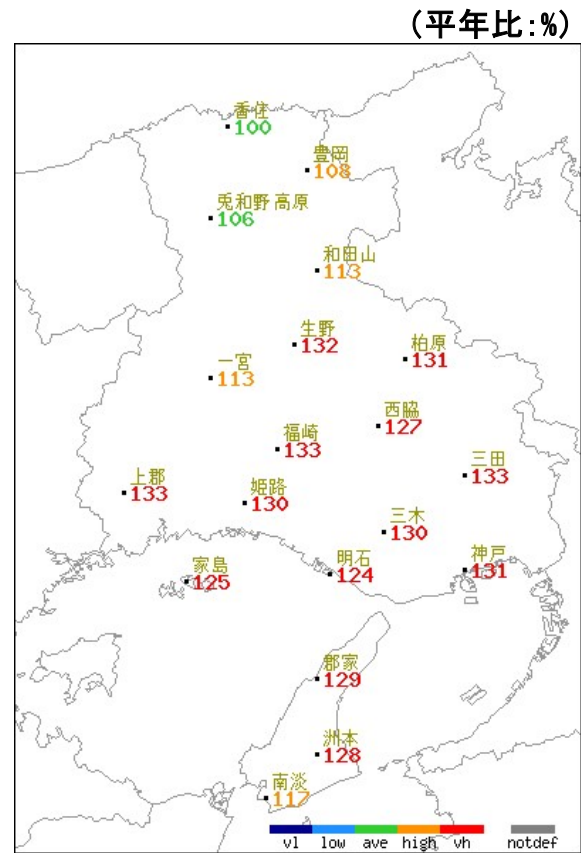 (平年比:%)
香住
100
豊岡
108
兎和野高原
106
和田山
113
生野
132
柏原
131
一宮
113
西脇
127
福崎
133
三田
133
上郡
133
姫路
130
三木
130
家島
125
明石
124
神戸
131
郡家
129
洲本
128
南淡
117
vl low ave high vh notdef